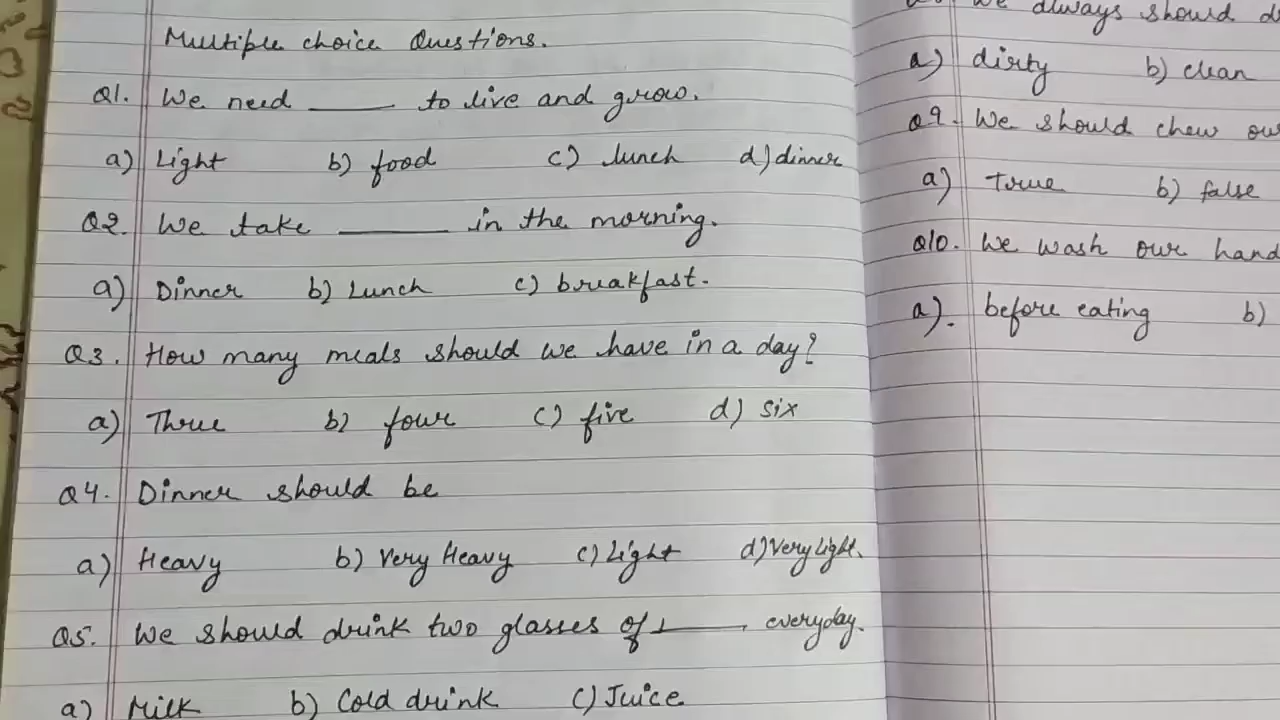 Multiple choice Questions.
Q1. We need ____ to live and grow.
a) Light b) food c) lunch d) dinner
Q2. We take ____ in the morning.
a) Dinner b) Lunch c) breakfast.
Q3. How many meals should we have in a day?
a) Three b) four c) five d) six
Q4. Dinner should be
a) Heavy b) Very Heavy c) Light d) Very Light.
Q5. We should drink two glasses of ____ everyday.
a) Milk b) Cold drink c) Juice
we always should
a) dirty b) clean
Q9. We should chew
a) True b) false
Q10. We wash our hand
a). before eating b)